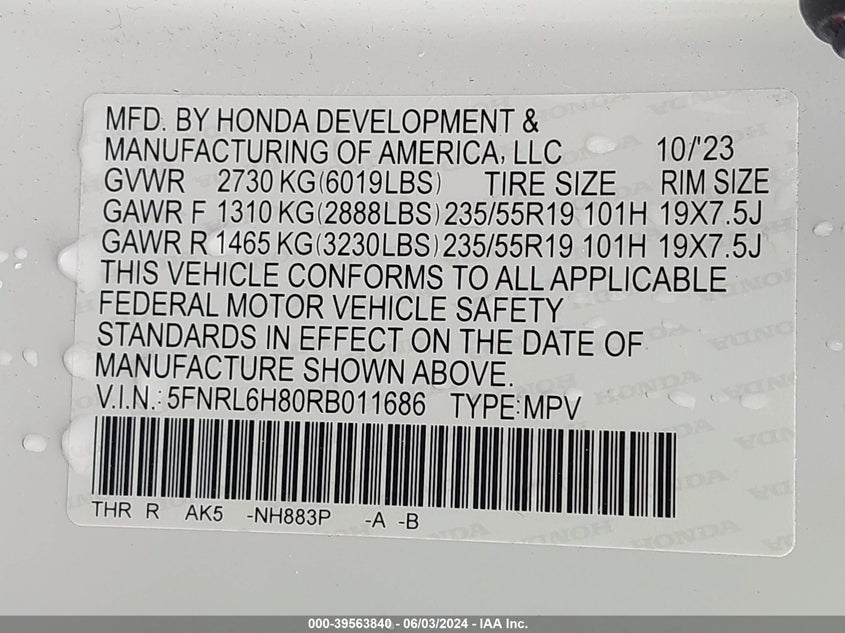 MFD. BY HONDA DEVELOPMENT &
MANUFACTURING OF AMERICA, LLC 10/'23
GVWR 2730 KG(6019LBS) TIRE SIZE RIM SIZE
GAWR F 1310 KG(2888LBS) 235/55R19 101H 19X7.5J
GAWR R 1465 KG(3230LBS) 235/55R19 101H 19X7.5J
THIS VEHICLE CONFORMS TO ALL APPLICABLE
FEDERAL MOTOR VEHICLE SAFETY
STANDARDS IN EFFECT ON THE DATE OF
MANUFACTURE SHOWN ABOVE.
V.I.N.: 5FNRL6H80RB011686 TYPE: MPV
THR R AK5 -NH883P -A -B
000-39563840 - 06/03/2024 - IAA Inc.